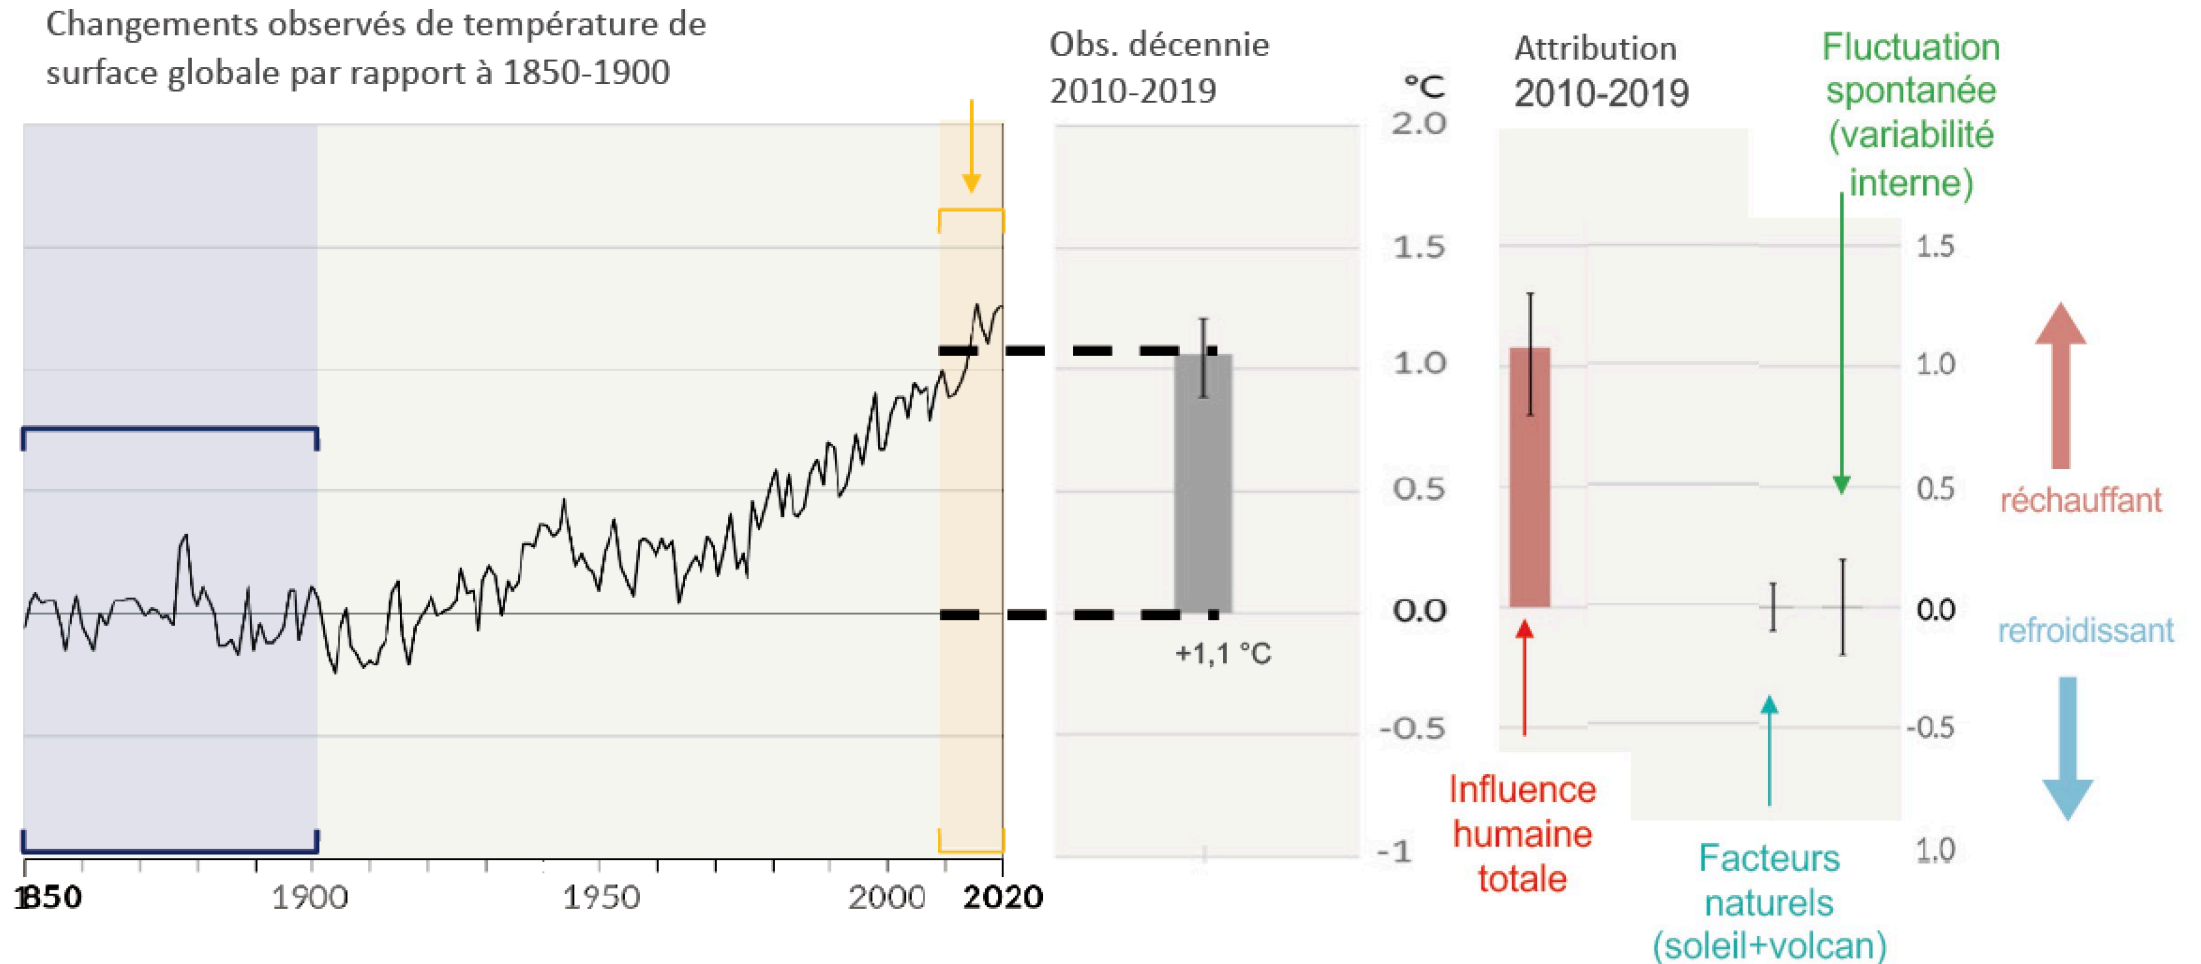 Changements observés de température de
surface globale par rapport à 1850-1900
Obs. décennie
2010-2019
°C
2.0
1.5
1.0
0.5
0.0
-0.5
-1
Attribution
2010-2019
Fluctuation
spontanée
(variabilité
interne)
1.5
1.0
0.5
0.0
-0.5
1.0
réchauffant
refroidissant
+1,1 °C
Influence
humaine
totale
Facteurs
naturels
(soleil+volcan)
1850
1900
1950
2000
2020